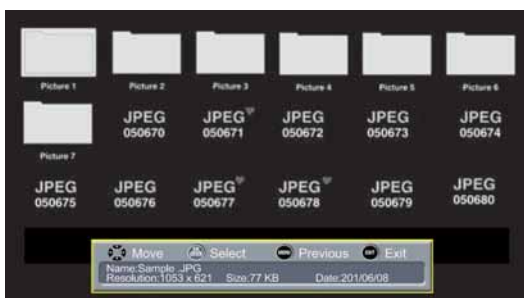 Picture 1 Picture 2 Picture 3 Picture 4 Picture 5 Picture 6
JPEG JPEG JPEG JPEG JPEG
050670 050671 050672 050673 050674
Picture 7
JPEG JPEG JPEG JPEG JPEG JPEG
050675 050676 050677 050678 050679 050680
Move Select Previous Exit
Name:Sample .JPG
Resolution:1053 x 621 Size:77 KB Date:201/06/08